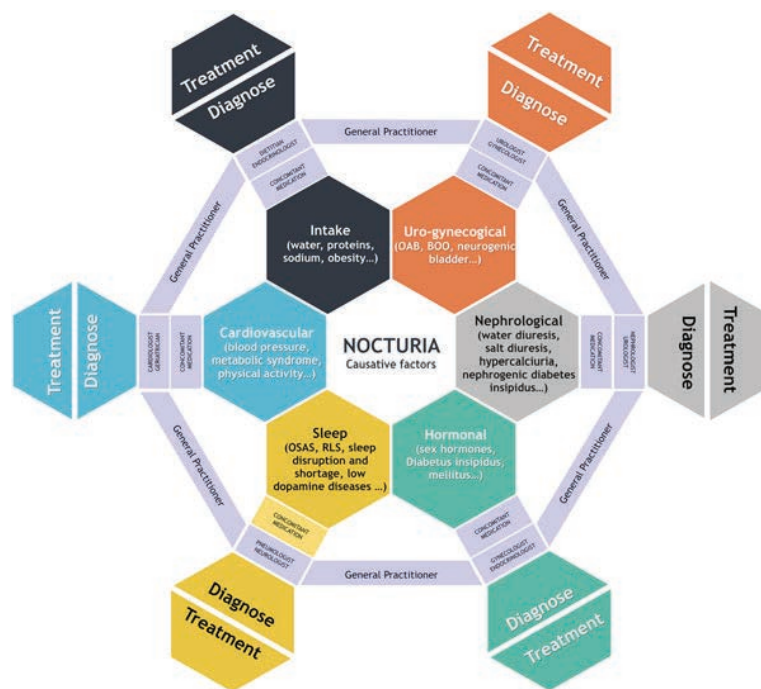 Treatment
Diagnose
Treatment
Diagnose
General Practitioner
DIETITIAN
ENDOCRINOLOGIST
CONCOMITANT
MEDICATION
UROLOGIST
GYNECOLOGIST
CONCOMITANT
MEDICATION
General Practitioner
General Practitioner
Intake
(water, proteins,
sodium, obesity...)
Uro-gynecogical
(OAB, BOO, neurogenic
bladder...)
Treatment
Diagnose
CARDIOLOGIST
GERIATRICIAN
CONCOMITANT
MEDICATION
Cardiovascular
(blood pressure,
metabolic syndrome,
physical activity...)
NOCTURIA
Causative factors
Nephrological
(water diuresis,
salt diuresis,
hypercalciuria,
nephrogenic diabetes
insipidus...)
CONCOMITANT
MEDICATION
NEPHROLOGIST
UROLOGIST
Diagnose
Treatment
Sleep
(OSAS, RLS, sleep
disruption and
shortage, low
dopamine diseases ...)
Hormonal
(sex hormones,
Diabetus insipidus,
mellitus...)
General Practitioner
General Practitioner
CONCOMITANT
MEDICATION
PNEUMOLOGIST
NEUROLOGIST
General Practitioner
CONCOMITANT
MEDICATION
GYNECOLOGIST
ENDOCRINOLOGIST
Diagnose
Treatment
Diagnose
Treatment